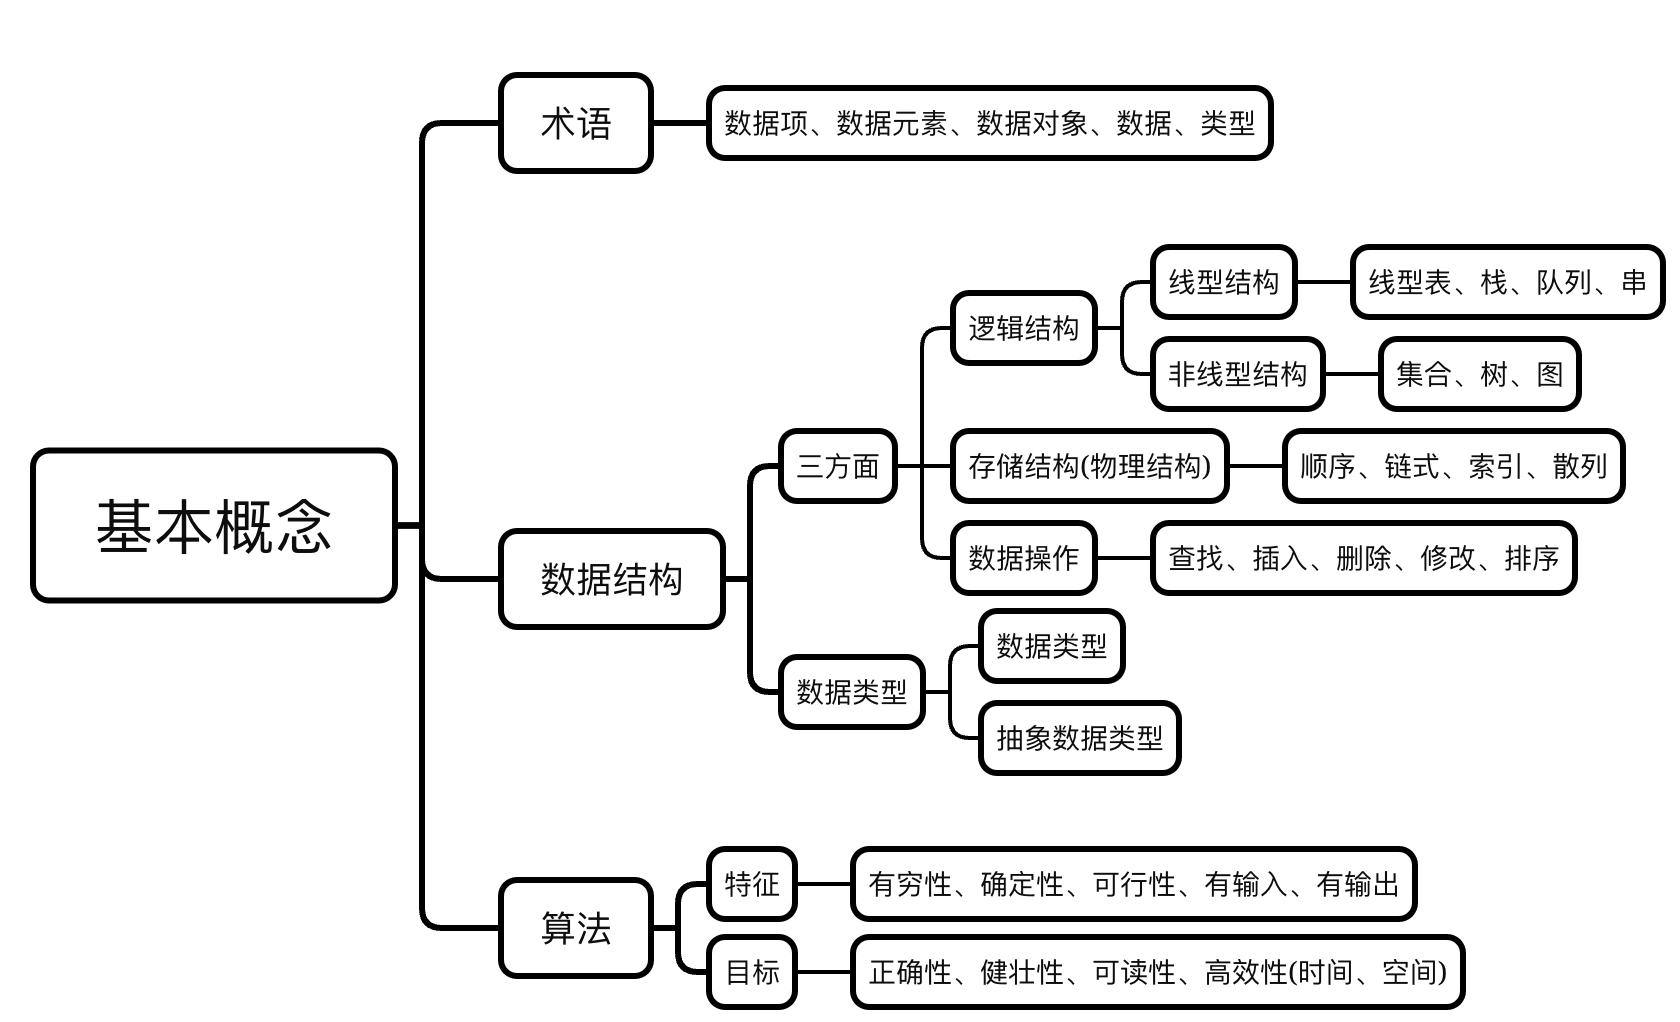 基本概念
术语
数据项、数据元素、数据对象、数据、类型
数据结构
三方面
逻辑结构
线型结构
线型表、栈、队列、串
非线型结构
集合、树、图
存储结构(物理结构)
顺序、链式、索引、散列
数据操作
查找、插入、删除、修改、排序
数据类型
数据类型
抽象数据类型
算法
特征
有穷性、确定性、可行性、有输入、有输出
目标
正确性、健壮性、可读性、高效性(时间、空间)